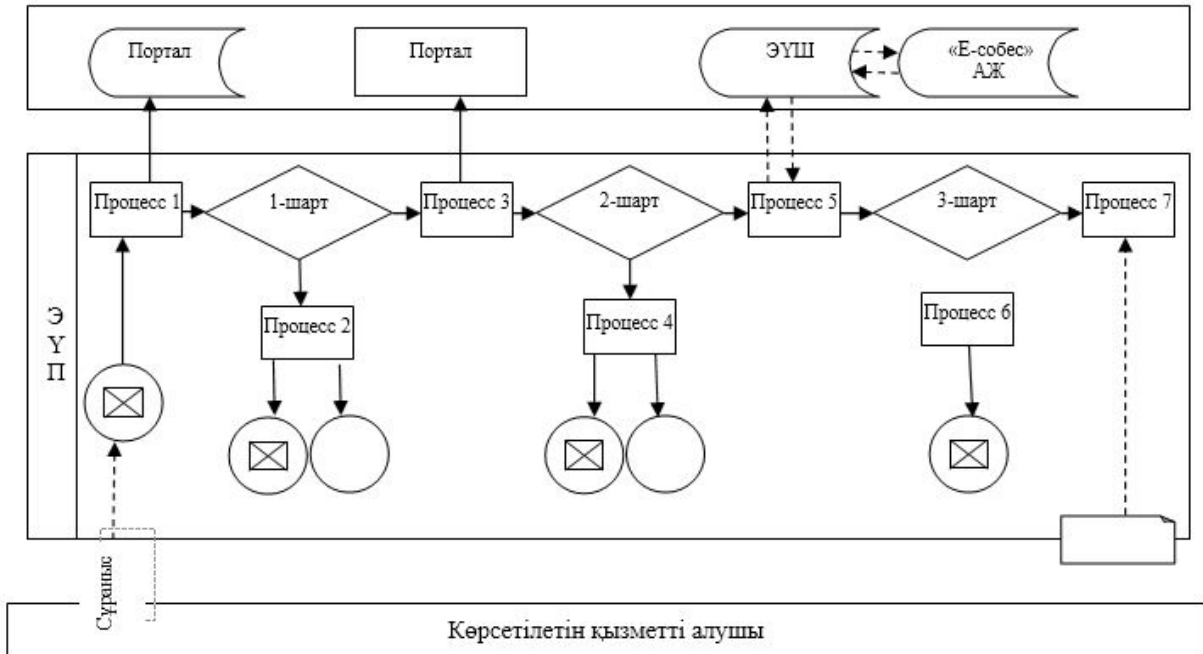 Портал
Портал
ЭҮШ
«Е-собес»
АЖ
Процесс 1
1-шарт
Процесс 3
2-шарт
Процесс 5
3-шарт
Процесс 7
Процесс 2
Процесс 4
Процесс 6
Э
Ү
П
Сұраныс
Көрсетілетін қызметті алушы